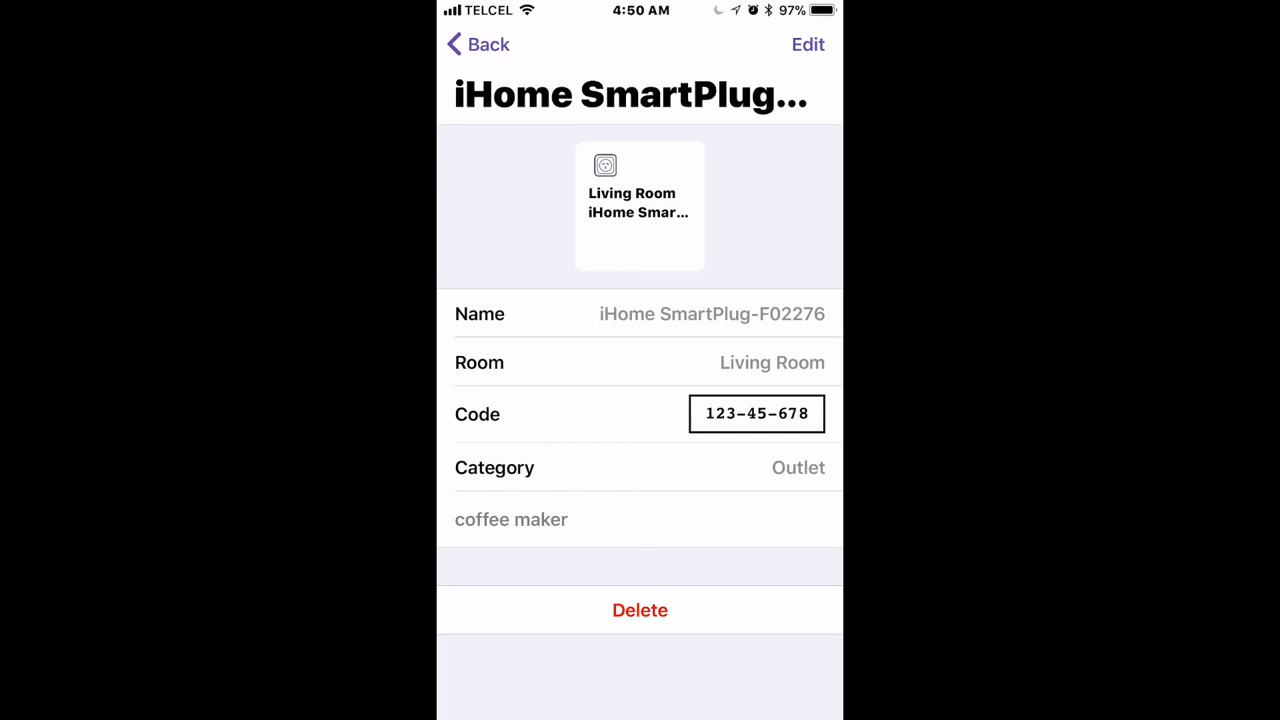 TELCEL 4:50 AM 97%
Back Edit
iHome SmartPlug...
Living Room
iHome Smar...
Name iHome SmartPlug-F02276
Room Living Room
Code 123-45-678
Category Outlet
coffee maker
Delete